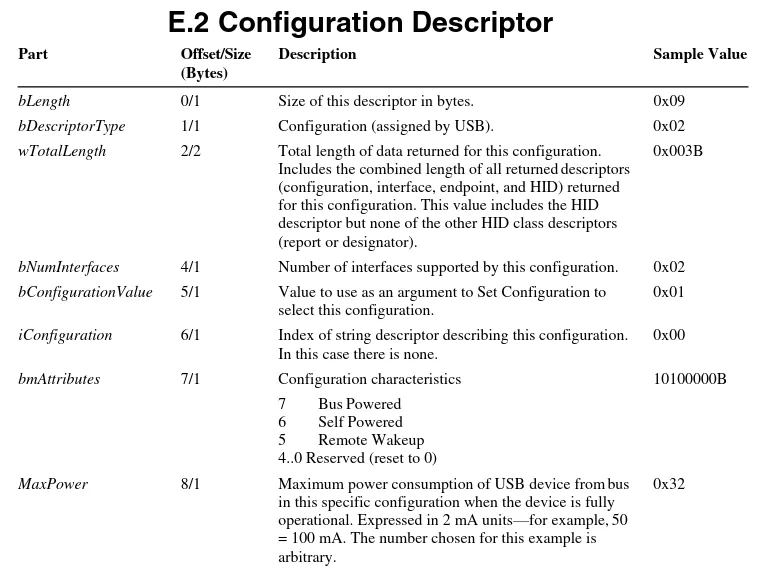 E.2 Configuration Descriptor
Part Offset/Size Description Sample Value
(Bytes)
bLength 0/1 Size of this descriptor in bytes. 0x09
bDescriptorType 1/1 Configuration (assigned by USB). 0x02
wTotalLength 2/2 Total length of data returned for this configuration. 0x003B
Includes the combined length of all returned descriptors
(configuration, interface, endpoint, and HID) returned
for this configuration. This value includes the HID
descriptor but none of the other HID class descriptors
(report or designator).
bNumInterfaces 4/1 Number of interfaces supported by this configuration. 0x02
bConfigurationValue 5/1 Value to use as an argument to Set Configuration to 0x01
select this configuration.
iConfiguration 6/1 Index of string descriptor describing this configuration. 0x00
In this case there is none.
bmAttributes 7/1 Configuration characteristics 10100000B
7 Bus Powered
6 Self Powered
5 Remote Wakeup
4..0 Reserved (reset to 0)
MaxPower 8/1 Maximum power consumption of USB device from bus 0x32
in this specific configuration when the device is fully
operational. Expressed in 2 mA units—for example, 50
= 100 mA. The number chosen for this example is
arbitrary.